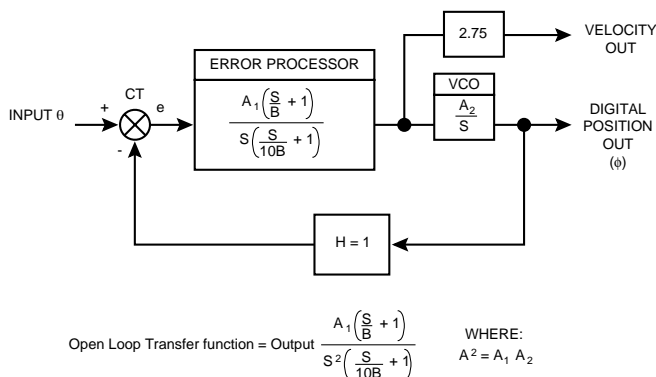 2.75
VELOCITY
OUT
ERROR PROCESSOR
VCO
CT
INPUT θ
+
-
e
A₁(S/B + 1)
S(S/10B + 1)
A₂
S
DIGITAL
POSITION
OUT
(ϕ)
H = 1
Open Loop Transfer function = Output A₁(S/B + 1) / S²(S/10B + 1)
WHERE:
A² = A₁ A₂